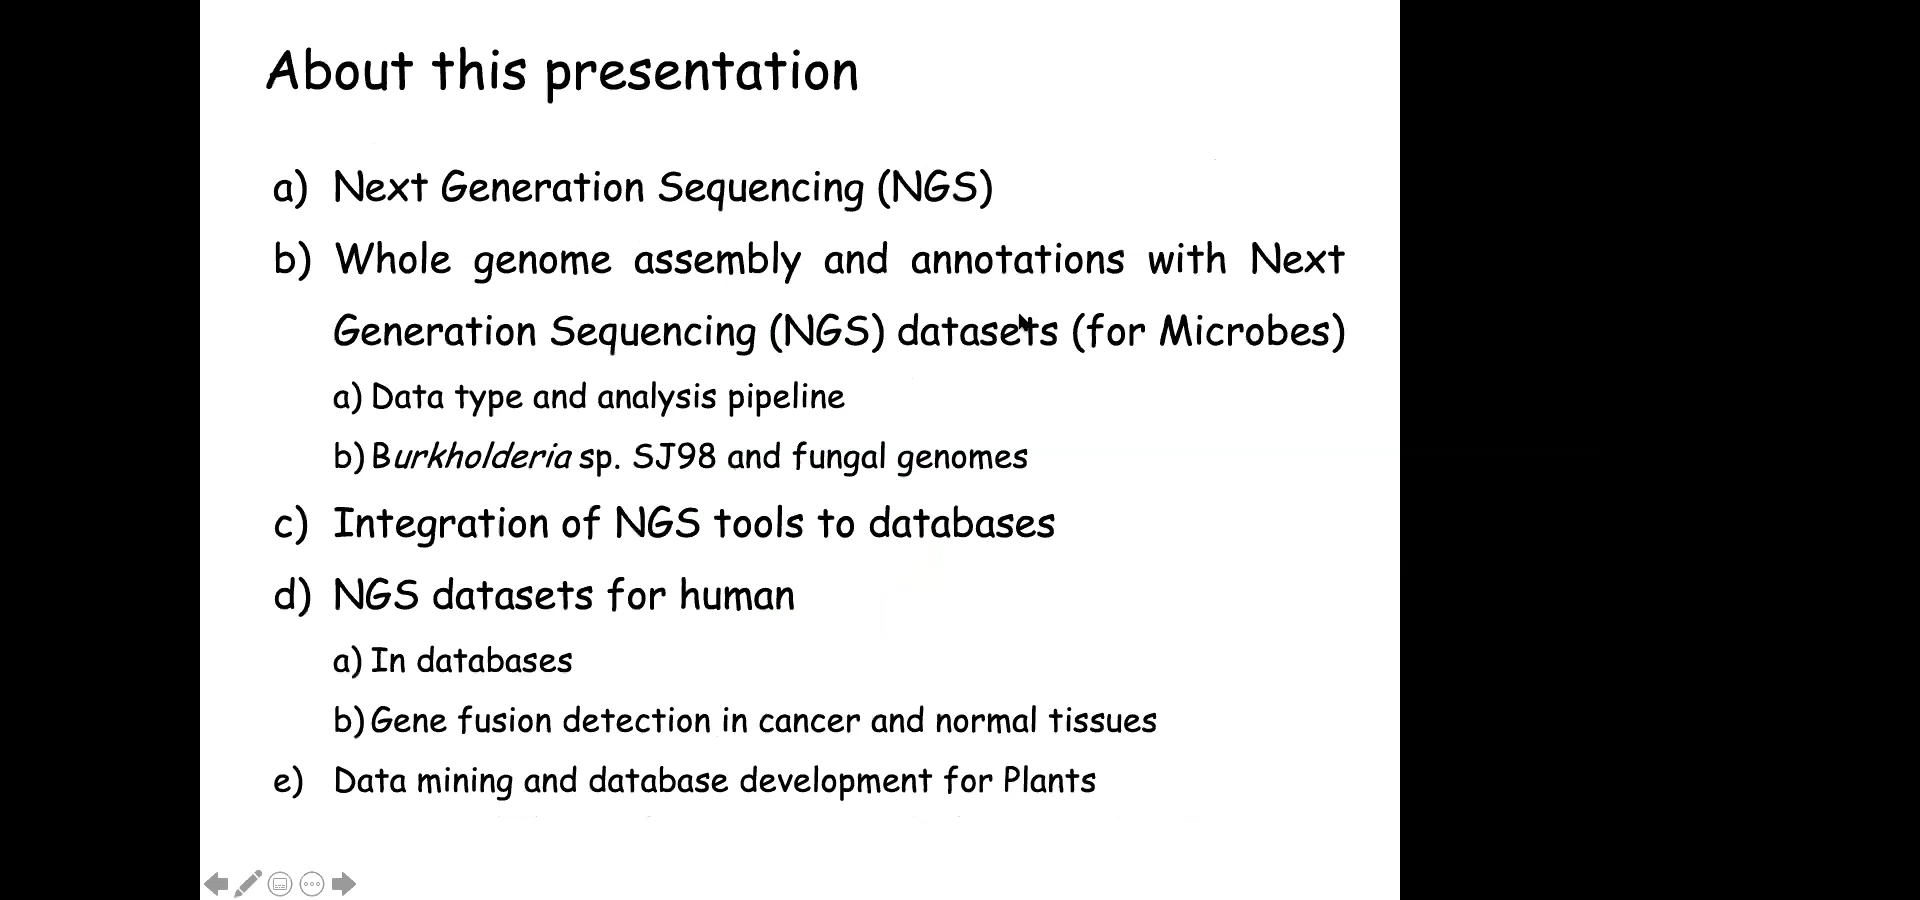 About this presentation
a) Next Generation Sequencing (NGS)
b) Whole genome assembly and annotations with Next
Generation Sequencing (NGS) datasets (for Microbes)
a) Data type and analysis pipeline
b) Burkholderia sp. SJ98 and fungal genomes
c) Integration of NGS tools to databases
d) NGS datasets for human
a) In databases
b) Gene fusion detection in cancer and normal tissues
e) Data mining and database development for Plants